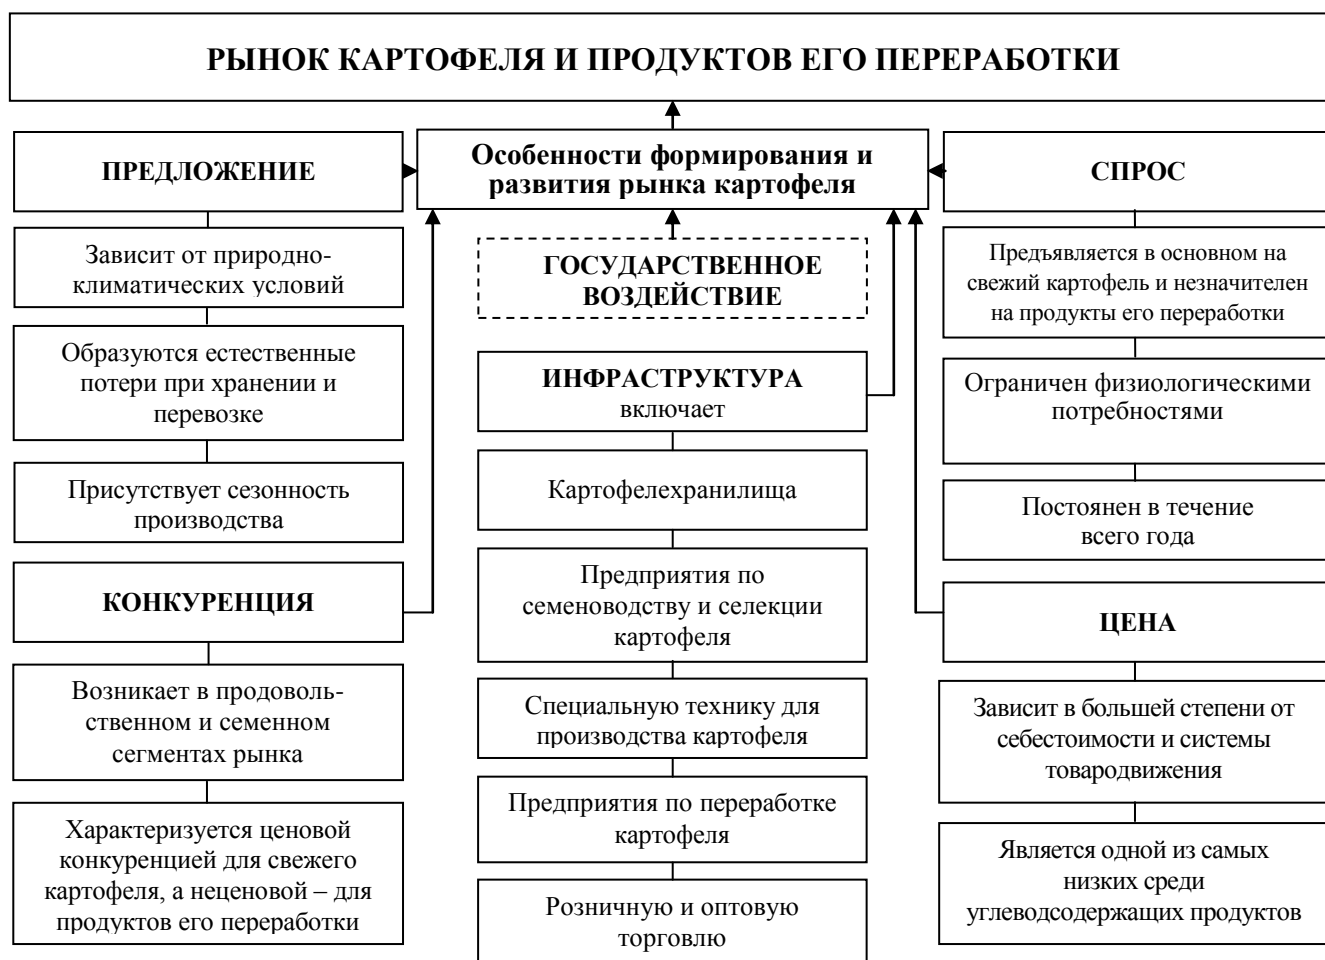 РЫНОК КАРТОФЕЛЯ И ПРОДУКТОВ ЕГО ПЕРЕРАБОТКИ
ПРЕДЛОЖЕНИЕ
Зависит от природно-
климатических условий
Образуются естественные
потери при хранении и
перевозке
Присутствует сезонность
производства
КОНКУРЕНЦИЯ
Возникает в продоволь-
ственном и семенном
сегментах рынка
Характеризуется ценовой
конкуренцией для свежего
картофеля, а неценовой – для
продуктов его переработки
Особенности формирования и
развития рынка картофеля
ГОСУДАРСТВЕННОЕ
ВОЗДЕЙСТВИЕ
ИНФРАСТРУКТУРА
включает
Картофелехранилища
Предприятия по
семеноводству и селекции
картофеля
Специальную технику для
производства картофеля
Предприятия по переработке
картофеля
Розничную и оптовую
торговлю
СПРОС
Предъявляется в основном на
свежий картофель и незначителен
на продукты его переработки
Ограничен физиологическими
потребностями
Постоянен в течение
всего года
ЦЕНА
Зависит в большей степени от
себестоимости и системы
товародвижения
Является одной из самых
низких среди
углеводсодержащих продуктов